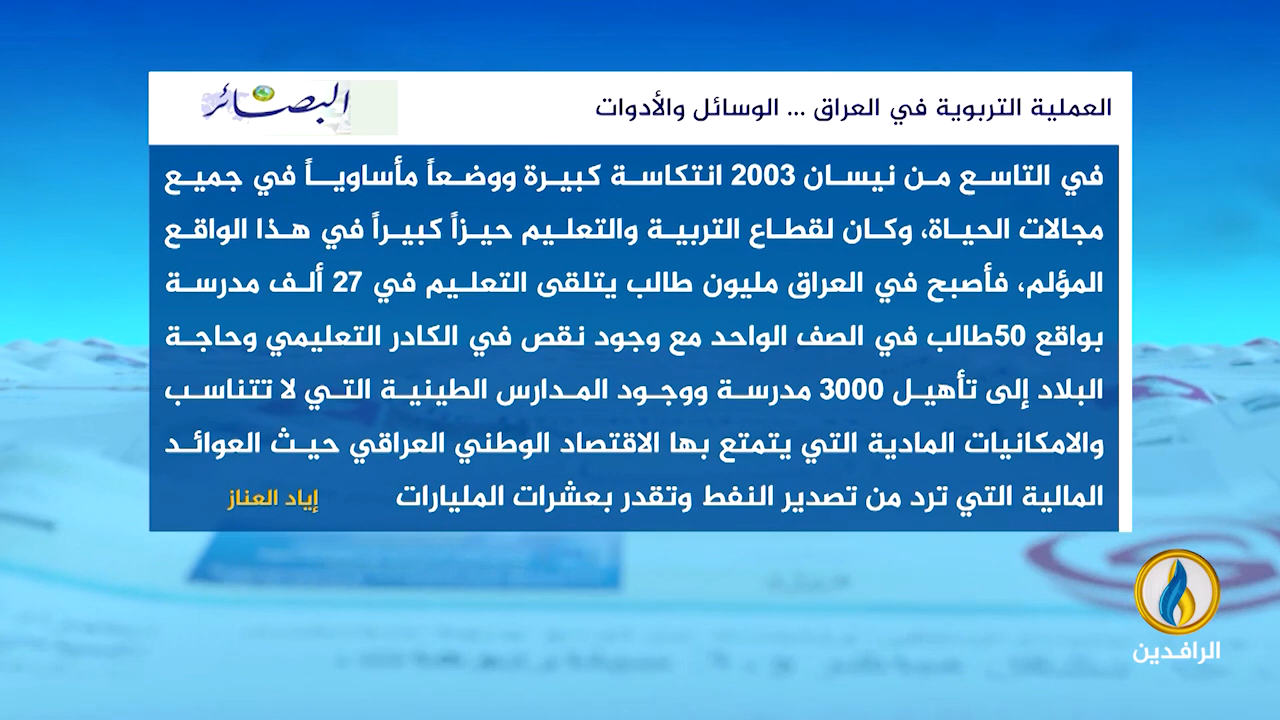 البصائر
العملية التربوية في العراق ... الوسائل والأدوات
في التاسع من نيسان 2003 انتكاسة كبيرة ووضعاً مأساوياً في جميع
مجالات الحياة، وكان لقطاع التربية والتعليم حيزاً كبيراً في هذا الواقع
المؤلم، فأصبح في العراق مليون طالب يتلقى التعليم في 27 ألف مدرسة
بواقع 50طالب في الصف الواحد مع وجود نقص في الكادر التعليمي وحاجة
البلاد إلى تأهيل 3000 مدرسة ووجود المدارس الطينية التي لا تتناسب
والامكانيات المادية التي يتمتع بها الاقتصاد الوطني العراقي حيث العوائد
المالية التي ترد من تصدير النفط وتقدر بعشرات المليارات
إياد العناز
الرافدين